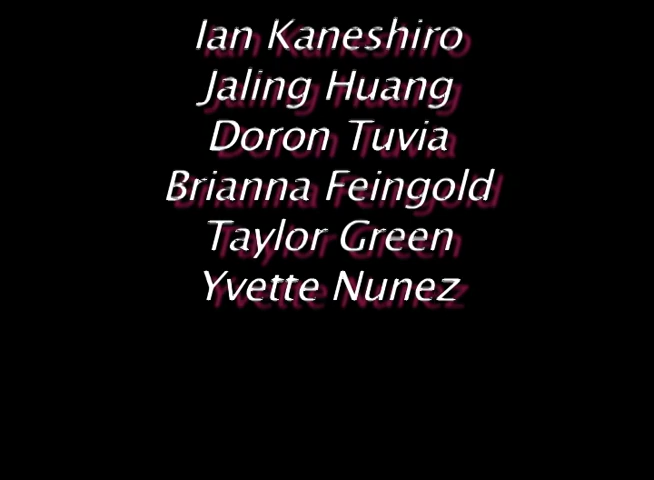 Ian Kaneshiro
Jaling Huang
Doron Tuvia
Brianna Feingold
Taylor Green
Yvette Nunez